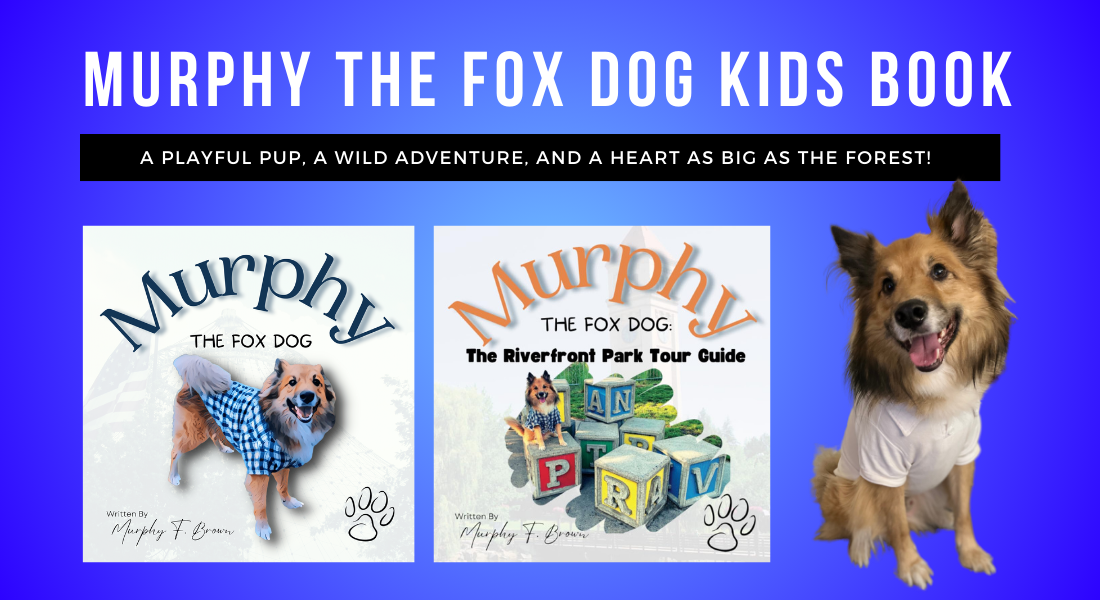 MURPHY THE FOX DOG KIDS BOOK
A PLAYFUL PUP, A WILD ADVENTURE, AND A HEART AS BIG AS THE FOREST!
Murphy
THE FOX DOG
Written By
Murphy F. Brown
Murphy
THE FOX DOG:
The Riverfront Park Tour Guide
A N
T
P R A V
Written By
Murphy F. Brown